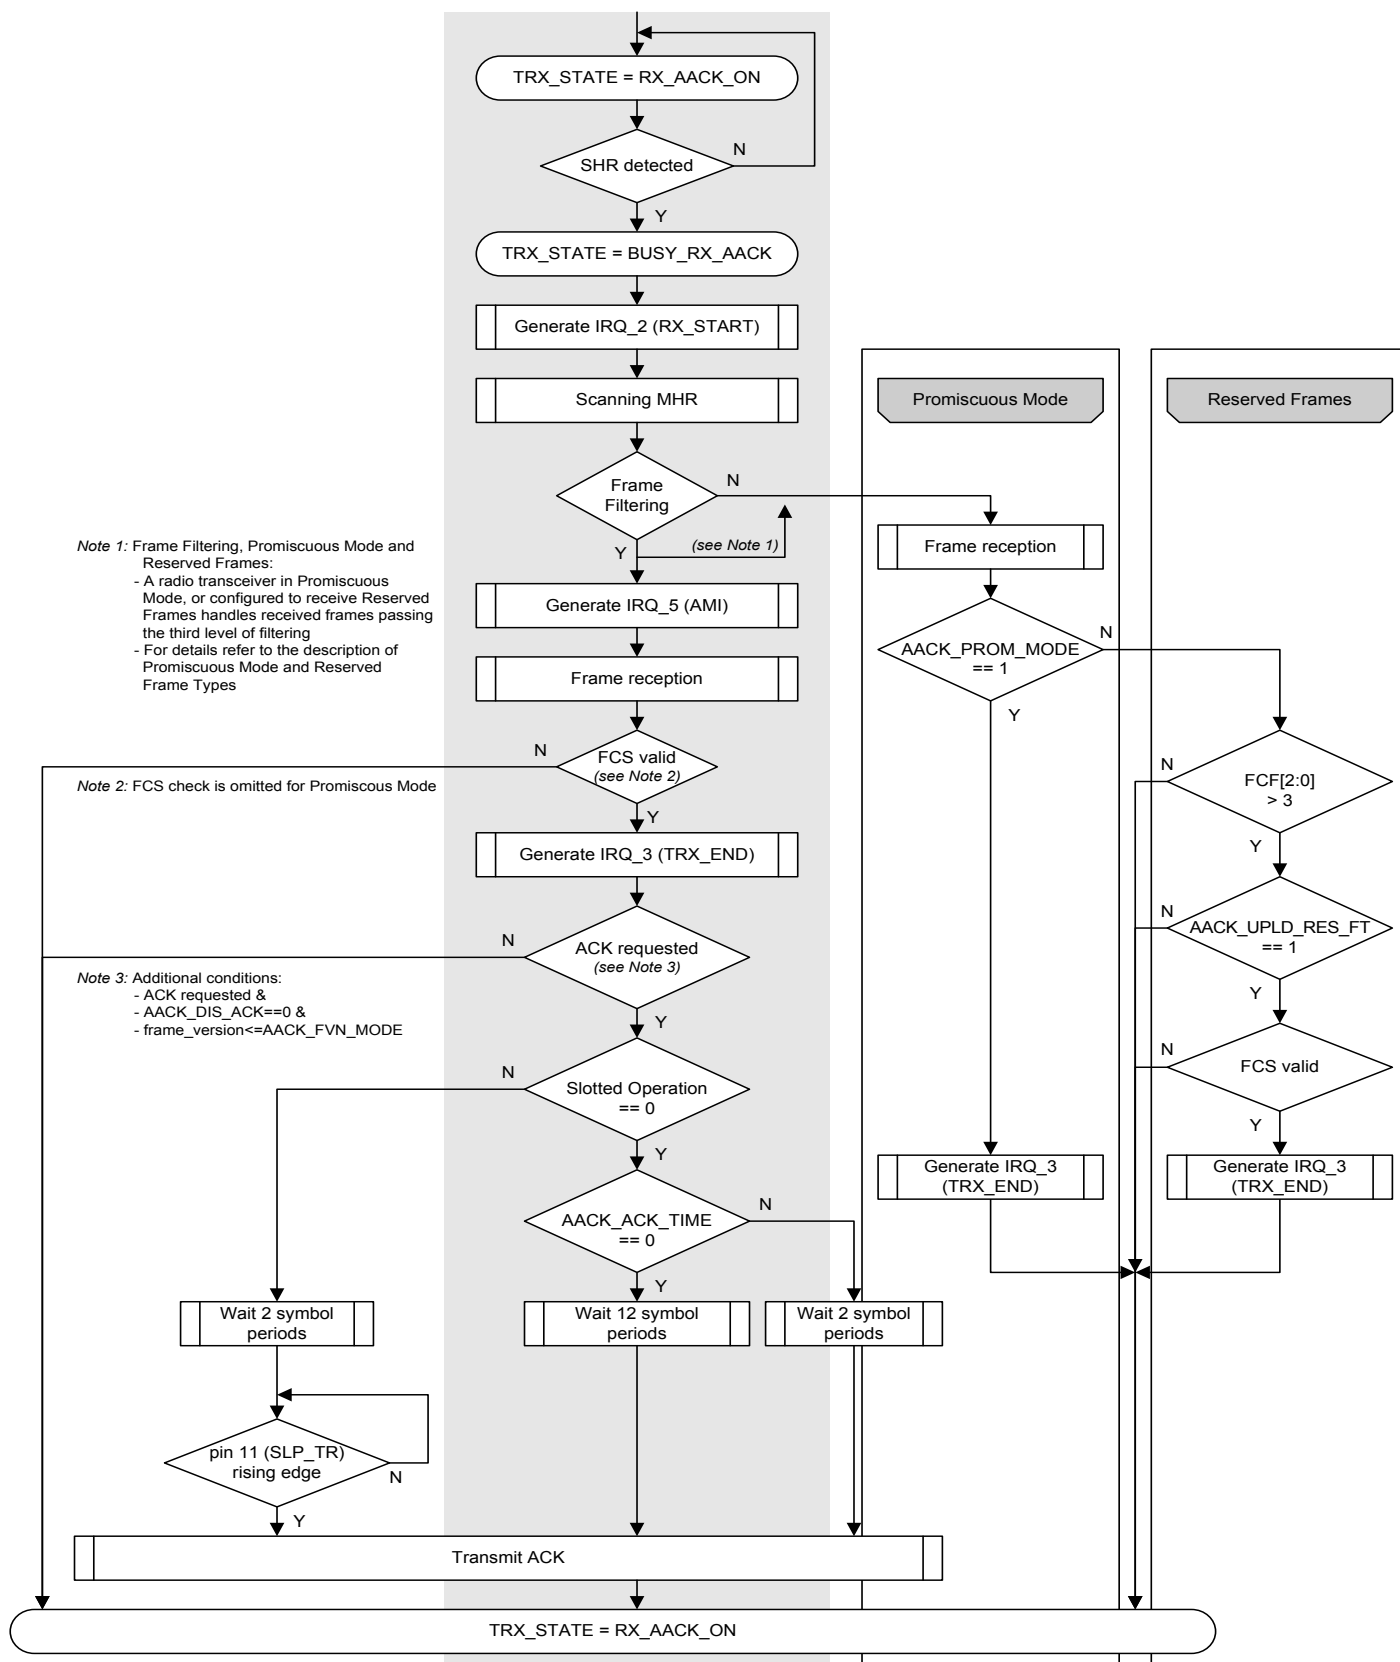 TRX_STATE = RX_AACK_ON
SHR detected
N
Y
TRX_STATE = BUSY_RX_AACK
Generate IRQ_2 (RX_START)
Scanning MHR
Promiscuous Mode
Reserved Frames
Frame
Filtering
N
Y
(see Note 1)
Note 1: Frame Filtering, Promiscuous Mode and
Reserved Frames:
- A radio transceiver in Promiscuous
Mode, or configured to receive Reserved
Frames handles received frames passing
the third level of filtering
- For details refer to the description of
Promiscuous Mode and Reserved
Frame Types
Frame reception
Generate IRQ_5 (AMI)
AACK_PROM_MODE
== 1
N
Y
Frame reception
FCS valid
(see Note 2)
N
Y
Note 2: FCS check is omitted for Promiscous Mode
FCF[2:0]
> 3
N
Y
Generate IRQ_3 (TRX_END)
ACK requested
(see Note 3)
N
Y
AACK_UPLD_RES_FT
== 1
N
Y
Note 3: Additional conditions:
- ACK requested &
- AACK_DIS_ACK==0 &
- frame_version<=AACK_FVN_MODE
Slotted Operation
== 0
N
Y
FCS valid
N
Y
Generate IRQ_3
(TRX_END)
Generate IRQ_3
(TRX_END)
AACK_ACK_TIME
== 0
N
Y
Wait 2 symbol
periods
Wait 12 symbol
periods
Wait 2 symbol
periods
pin 11 (SLP_TR)
rising edge
N
Y
Transmit ACK
TRX_STATE = RX_AACK_ON